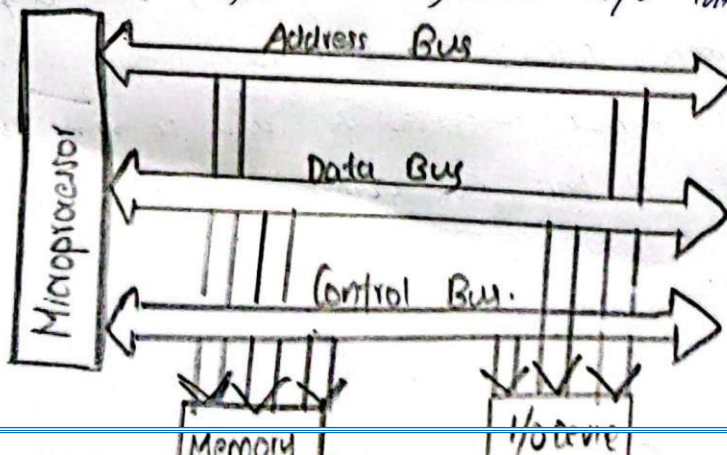 Address Bus
Data Bus
Microprocessor
Control Bus.
Memory